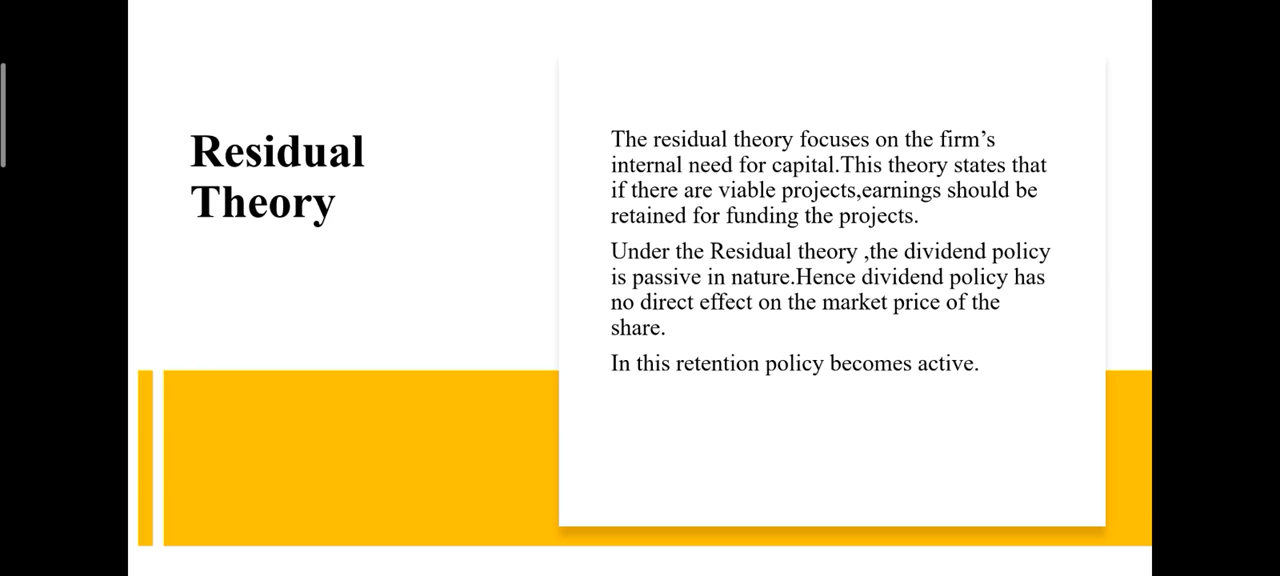 Residual
Theory
The residual theory focuses on the firm’s
internal need for capital.This theory states that
if there are viable projects,earnings should be
retained for funding the projects.
Under the Residual theory ,the dividend policy
is passive in nature.Hence dividend policy has
no direct effect on the market price of the
share.
In this retention policy becomes active.